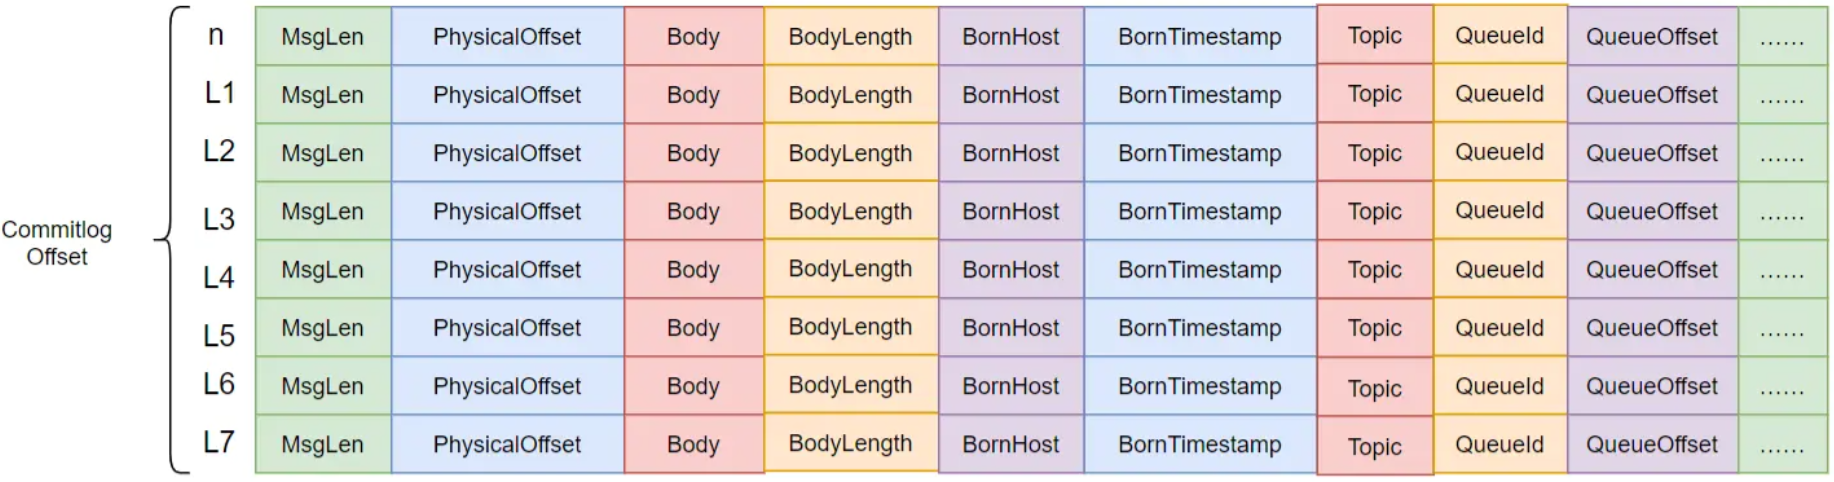 n MsgLen PhysicalOffset Body BodyLength BornHost BornTimestamp Topic QueueId QueueOffset ......
L1 MsgLen PhysicalOffset Body BodyLength BornHost BornTimestamp Topic QueueId QueueOffset ......
L2 MsgLen PhysicalOffset Body BodyLength BornHost BornTimestamp Topic QueueId QueueOffset ......
L3 MsgLen PhysicalOffset Body BodyLength BornHost BornTimestamp Topic QueueId QueueOffset ......
Commitlog
Offset
L4 MsgLen PhysicalOffset Body BodyLength BornHost BornTimestamp Topic QueueId QueueOffset ......
L5 MsgLen PhysicalOffset Body BodyLength BornHost BornTimestamp Topic QueueId QueueOffset ......
L6 MsgLen PhysicalOffset Body BodyLength BornHost BornTimestamp Topic QueueId QueueOffset ......
L7 MsgLen PhysicalOffset Body BodyLength BornHost BornTimestamp Topic QueueId QueueOffset ......